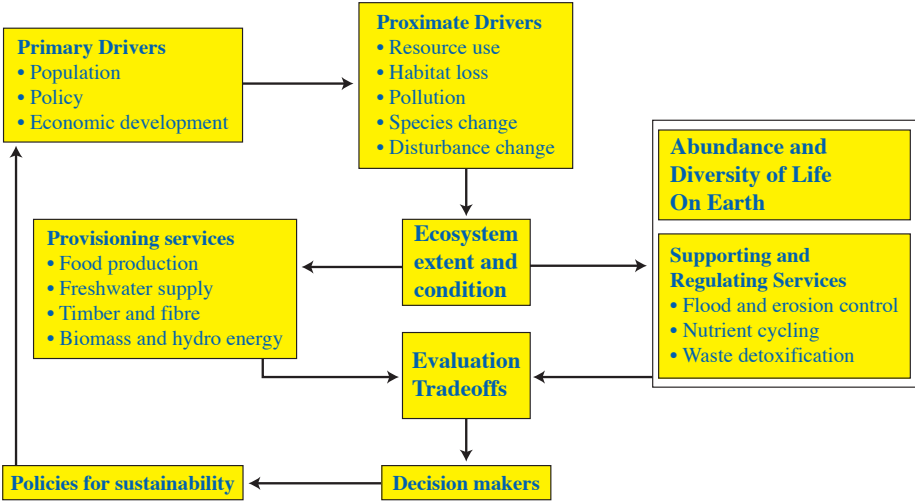 Primary Drivers
• Population
• Policy
• Economic development
Proximate Drivers
• Resource use
• Habitat loss
• Pollution
• Species change
• Disturbance change
Abundance and
Diversity of Life
On Earth
Provisioning services
• Food production
• Freshwater supply
• Timber and fibre
• Biomass and hydro energy
Ecosystem
extent and
condition
Supporting and
Regulating Services
• Flood and erosion control
• Nutrient cycling
• Waste detoxification
Evaluation
Tradeoffs
Policies for sustainability
Decision makers